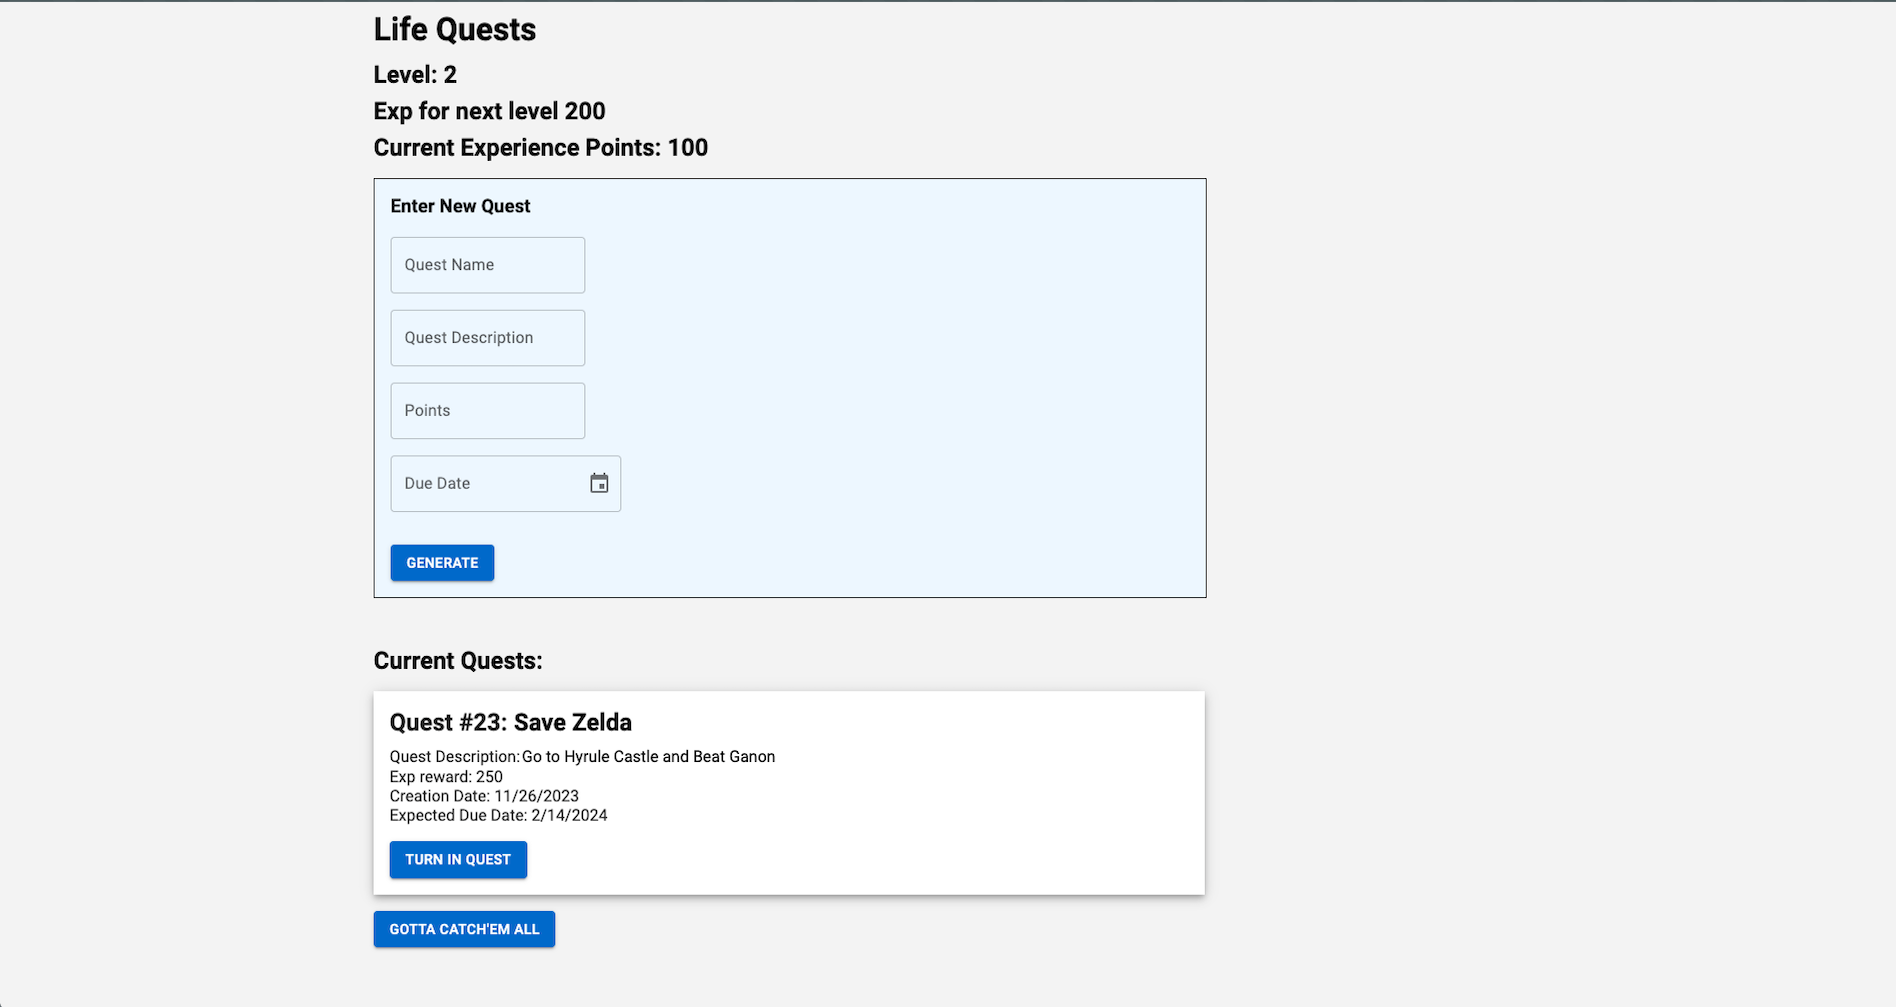 Life Quests
Level: 2
Exp for next level 200
Current Experience Points: 100
Enter New Quest
Quest Name
Quest Description
Points
Due Date
GENERATE
Current Quests:
Quest #23: Save Zelda
Quest Description: Go to Hyrule Castle and Beat Ganon
Exp reward: 250
Creation Date: 11/26/2023
Expected Due Date: 2/14/2024
TURN IN QUEST
GOTTA CATCH'EM ALL